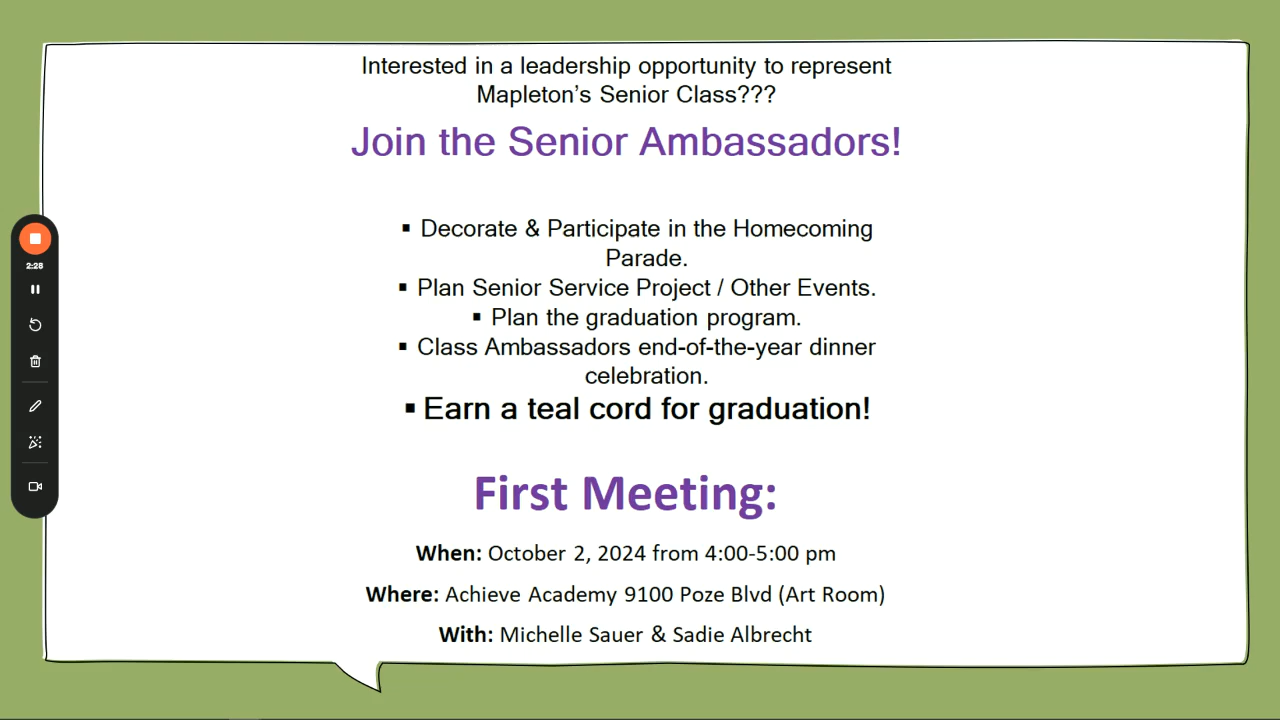 Interested in a leadership opportunity to represent
Mapleton’s Senior Class???
Join the Senior Ambassadors!
▪ Decorate & Participate in the Homecoming
Parade.
▪ Plan Senior Service Project / Other Events.
▪ Plan the graduation program.
▪ Class Ambassadors end-of-the-year dinner
celebration.
▪ Earn a teal cord for graduation!
2:28
First Meeting:
When: October 2, 2024 from 4:00-5:00 pm
Where: Achieve Academy 9100 Poze Blvd (Art Room)
With: Michelle Sauer & Sadie Albrecht